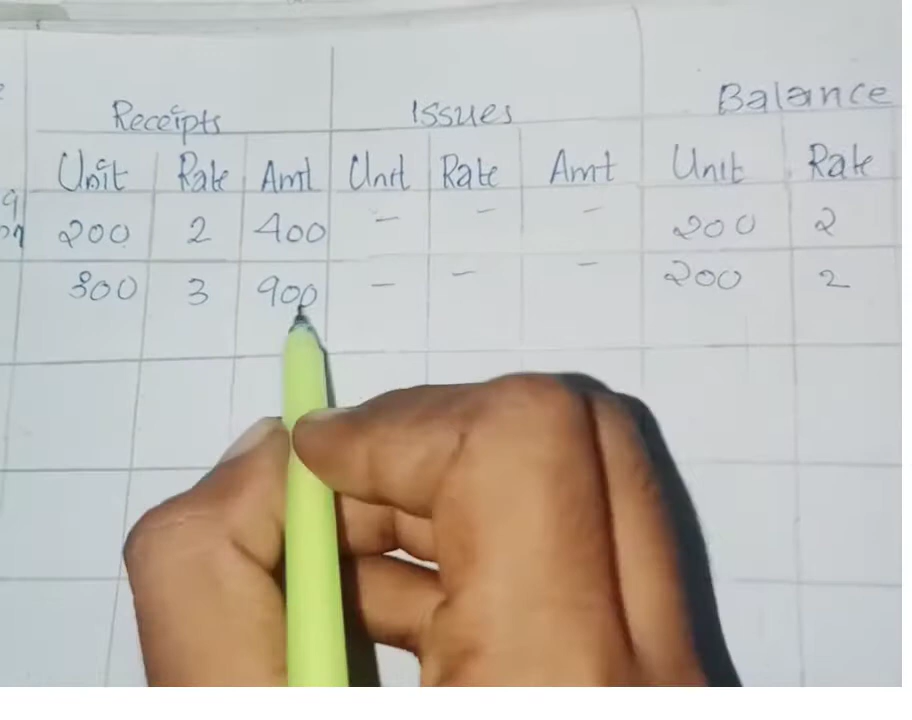 Receipts Issues Balance
Unit Rate Amt Unit Rate Amt Unit Rate
200 2 400 - - - 200 2
300 3 900 - - - 200 2